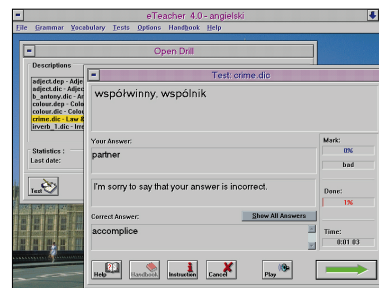 eTeacher 4.0 - angielski
File Grammar Vocabulary Tests Options Handbook Help
Open Drill
Descriptions
adject.dep - Adje
adject.dic - Adje
b_antony.dic - An
colour.dep - Colo
colour.dic - Colou
crime.dic - Law &
irverb_1.dic - Irre
Statistics :
Last date:
Test
Test: crime.dic
współwinny, wspólnik
Your Answer:
partner
I'm sorry to say that your answer is incorrect.
Correct Answer:
Show All Answers
accomplice
Mark:
0%
bad
Done:
1%
Time:
0:01 03
Help
Handbook
Instruction
Cancel
Play